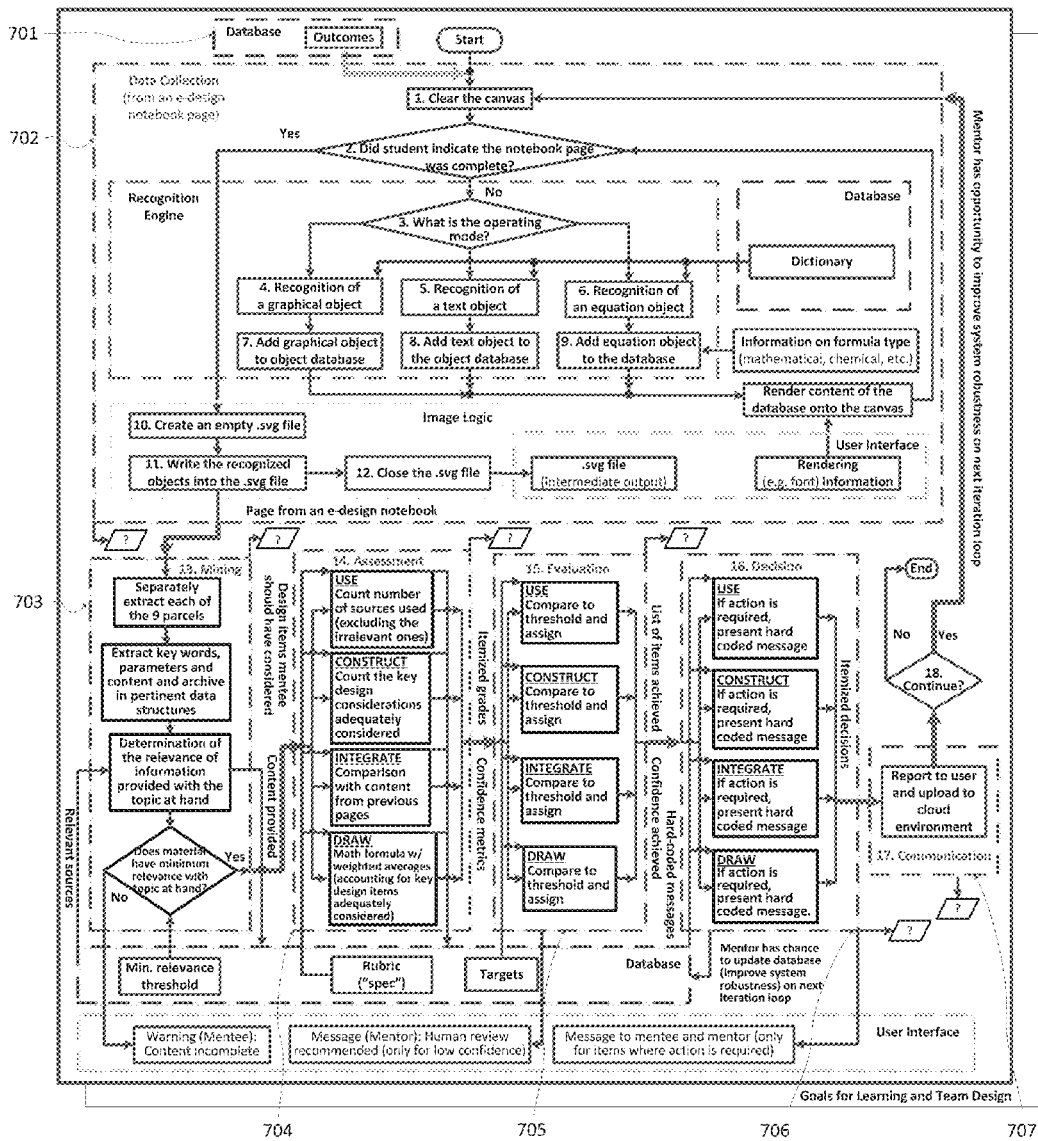 701
Database
Outcomes
Start
Data Collection
(from an e-design
notebook page)
1. Clear the canvas
702
Yes
2. Did student indicate the notebook page
was complete?
No
Recognition
Engine
3. What is the operating
mode?
Database
Dictionary
4. Recognition of
a graphical object
5. Recognition of
a text object
6. Recognition of
an equation object
7. Add graphical object
to object database
8. Add text object to
the object database
9. Add equation object
to the database
Information on formula type
(mathematical, chemical, etc.)
Render content of the
database onto the canvas
Image Logic
10. Create an empty .svg file
User Interface
11. Write the recognized
objects into the .svg file
12. Close the .svg file
.svg file
(intermediate output)
Rendering
(e.g. font) information
Page from an e-design notebook
Mentor has opportunity to improve system robustness on next iteration loop
?
?
?
?
703
13. Mining
Separately
extract each of
the 9 parcels
Extract key words,
parameters and
content and archive
in pertinent data
structures
Determination of
the relevance of
information
provided with the
topic at hand
Does material
have minimum
relevance with
topic at hand?
Yes
No
Min. relevance
threshold
Relevant sources
Design items mentee
should have considered
Content provided
14. Assessment
USE
Count number
of sources used
(excluding the
irrelevant ones)
CONSTRUCT
Count the key
design
considerations
adequately
considered
INTEGRATE
Comparison
with content
from previous
pages
DRAW
Math formula w/
weighted averages
(accounting for key
design items
adequately
considered)
Itemized grades
Confidence metrics
15. Evaluation
USE
Compare to
threshold and
assign
CONSTRUCT
Compare to
threshold and
assign
INTEGRATE
Compare to
threshold and
assign
DRAW
Compare to
threshold and
assign
List of items achieved
Confidence achieved
Hard-coded messages
16. Decision
USE
If action is
required,
present hard
coded message
CONSTRUCT
If action is
required,
present hard
coded message
INTEGRATE
If action is
required,
present hard
coded message
DRAW
If action is
required,
present hard
coded message.
Itemized decisions
End
No
Yes
18.
Continue?
Report to user
and upload to
cloud
environment
17. Communication
?
?
Rubric
("spec")
Targets
Database
Mentor has chance
to update database
(improve system
robustness) on next
iteration loop
User Interface
Warning (Mentee):
Content incomplete
Message (Mentor): Human review
recommended (only for low confidence)
Message to mentee and mentor (only
for items where action is required)
Goals for Learning and Team Design
704
705
706
707